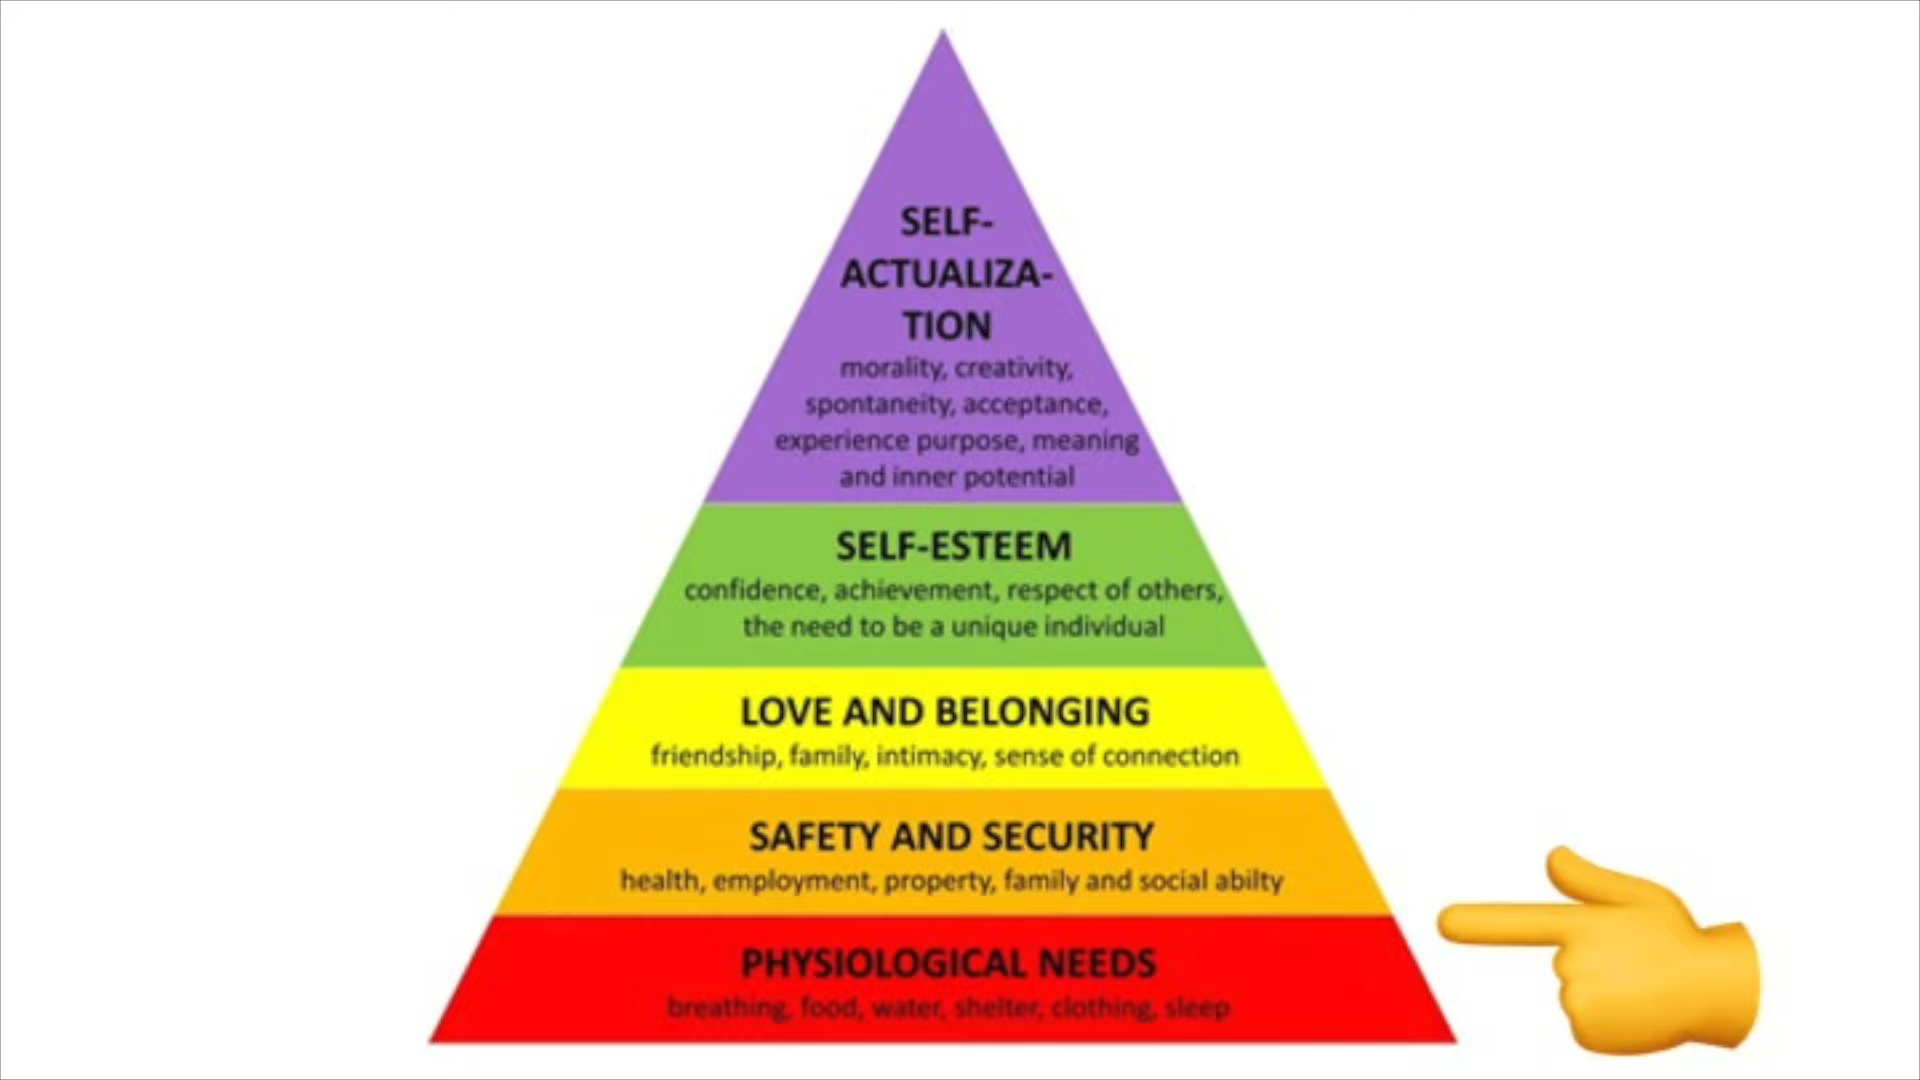 SELF-
ACTUALIZA-
TION
morality, creativity,
spontaneity, acceptance,
experience purpose, meaning
and inner potential
SELF-ESTEEM
confidence, achievement, respect of others,
the need to be a unique individual
LOVE AND BELONGING
friendship, family, intimacy, sense of connection
SAFETY AND SECURITY
health, employment, property, family and social abilty
PHYSIOLOGICAL NEEDS
breathing, food, water, shelter, clothing, sleep